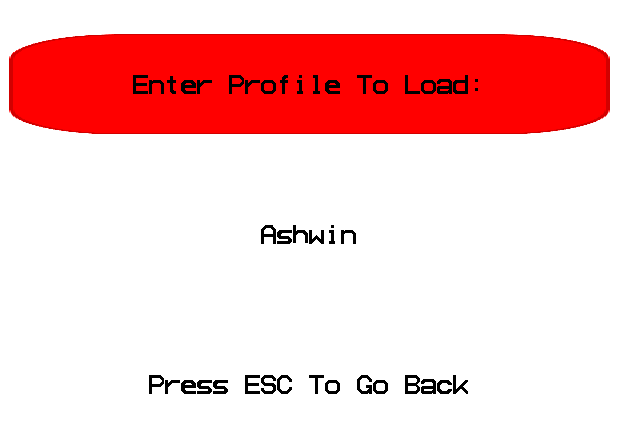 Enter Profile To Load:
Ashwin
Press ESC To Go Back